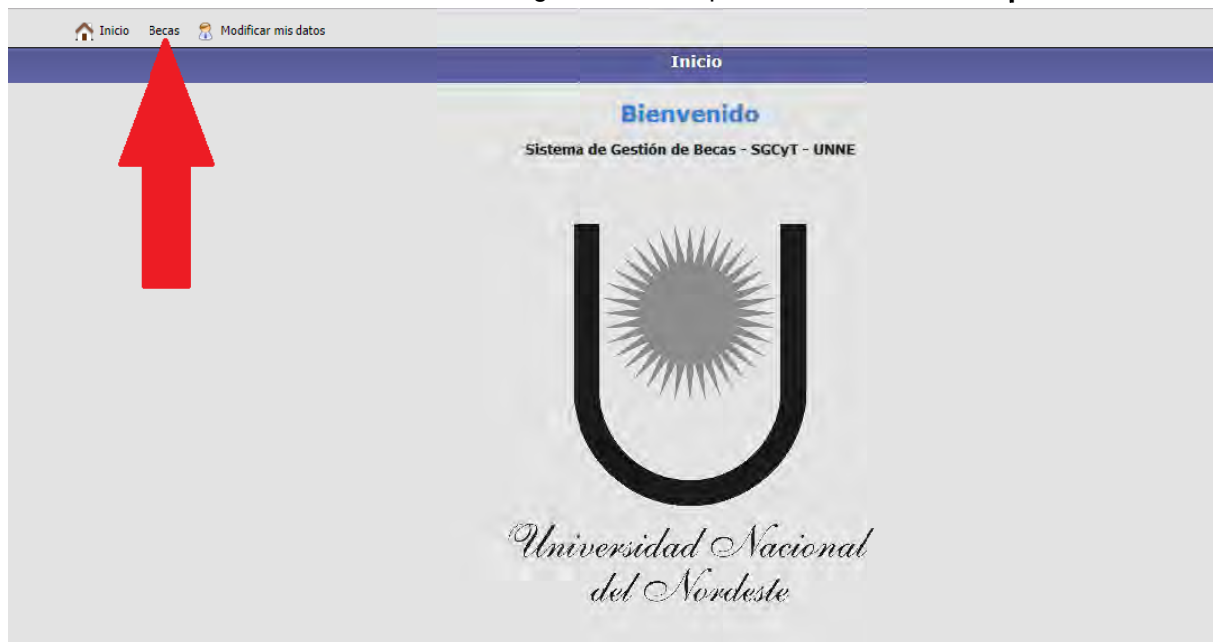 Inicio Becas Modificar mis datos
Inicio
Bienvenido
Sistema de Gestión de Becas - SGCyT - UNNE
Universidad Nacional
del Nordeste